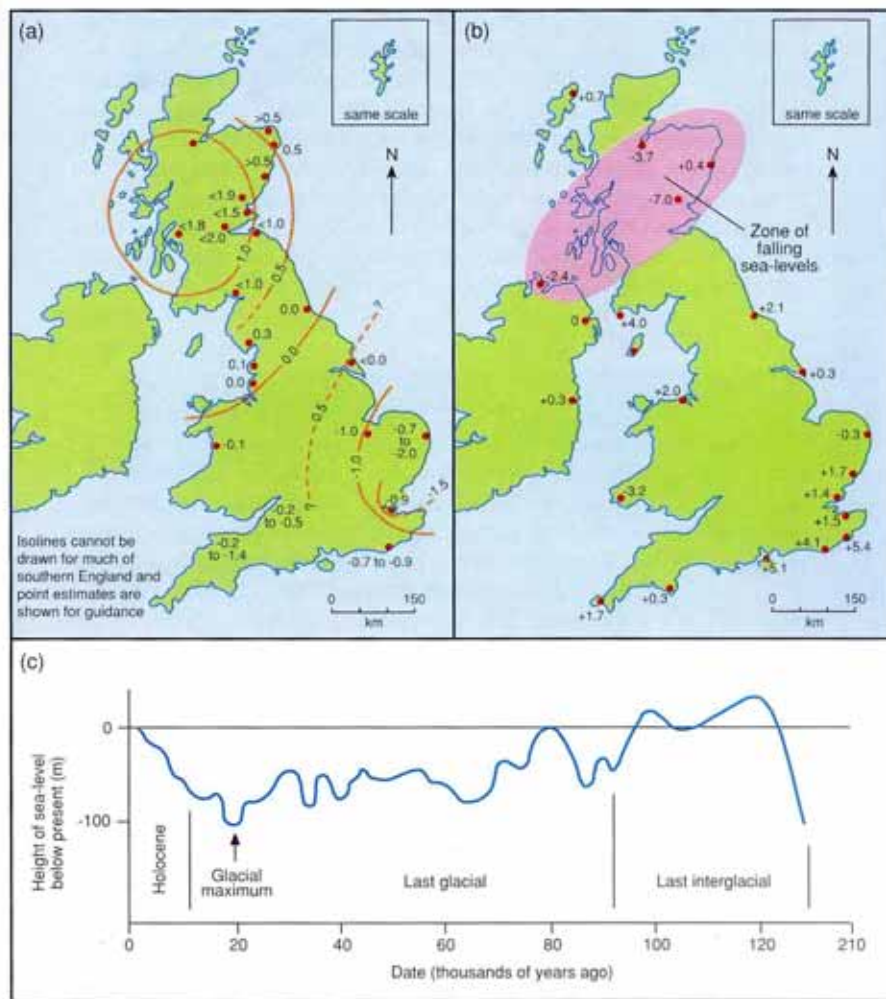 (a)
same scale
N
>0.5
0.5
>0.5
<1.9
<1.5
<1.8
<2.0
<1.0
1.0
0.5
<1.0
0.0
?
0.3
0.0
<0.0
0.1
0.0
0.5
-1.0
-0.7
to
-2.0
-0.1
-1.0
-0.9
~-1.5
?
-0.2
to -0.5
-0.2
to -1.4
-0.7 to -0.9
Isolines cannot be
drawn for much of
southern England and
point estimates are
shown for guidance
0 150
km
(b)
same scale
N
+0.7
-3.7
+0.4
-7.0
Zone of
falling
sea-levels
-2.4
0
+4.0
+2.1
+0.3
+0.3
+2.0
-0.3
+1.7
+1.4
-3.2
+1.5
+5.4
+4.1
+5.1
+0.3
+1.7
0 150
km
(c)
Height of sea-level
below present (m)
0
-100
Holocene
Glacial
maximum
Last glacial
Last interglacial
0 20 40 60 80 100 120 210
Date (thousands of years ago)